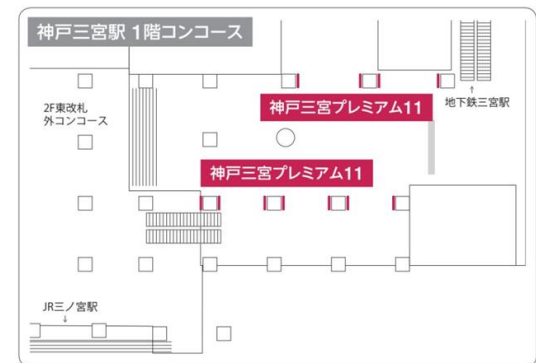 神戸三宮駅 1階コンコース
2F東改札
外コンコース
神戸三宮プレミアム11
地下鉄三宮駅
神戸三宮プレミアム11
JR三ノ宮駅